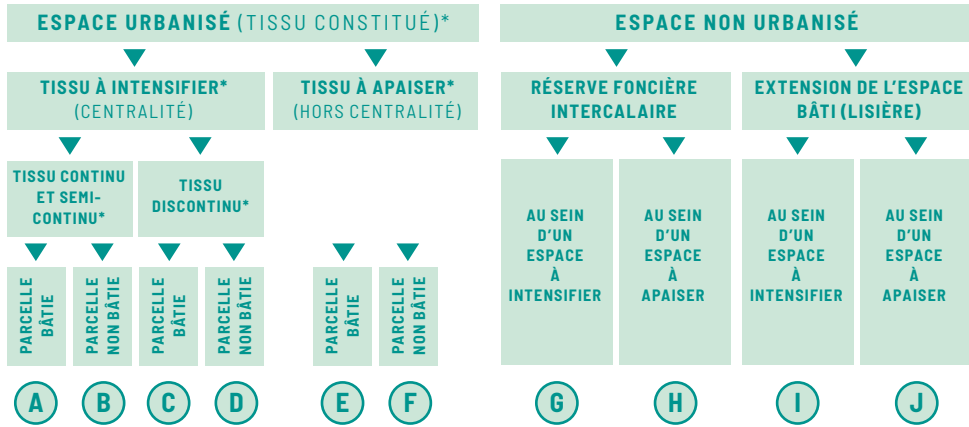 ESPACE URBANISÉ (TISSU CONSTITUÉ)*
ESPACE NON URBANISÉ
TISSU À INTENSIFIER*
(CENTRALITÉ)
TISSU À APAISER*
(HORS CENTRALITÉ)
RÉSERVE FONCIÈRE
INTERCALAIRE
EXTENSION DE L'ESPACE
BÂTI (LISIÈRE)
TISSU CONTINU
ET SEMI-
CONTINU*
TISSU
DISCONTINU*
AU SEIN
D'UN
ESPACE
À
INTENSIFIER
AU SEIN
D'UN
ESPACE
À
APAISER
AU SEIN
D'UN
ESPACE
À
INTENSIFIER
AU SEIN
D'UN
ESPACE
À
APAISER
PARCELLE
BÂTIE
PARCELLE
NON BÂTIE
PARCELLE
BÂTIE
PARCELLE
NON BÂTIE
PARCELLE
BÂTIE
PARCELLE
NON BÂTIE
A
B
C
D
E
F
G
H
I
J